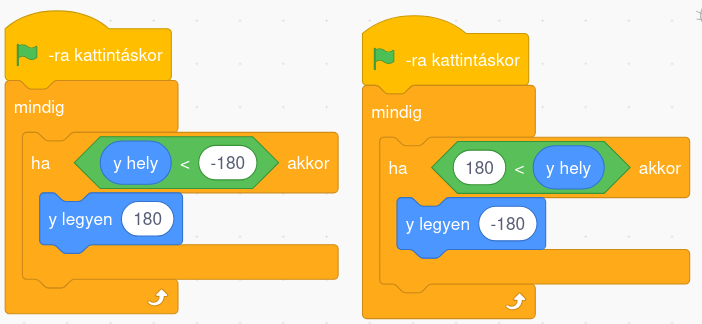 -ra kattintáskor
mindig
ha y hely < -180 akkor
y legyen 180
-ra kattintáskor
mindig
ha 180 < y hely akkor
y legyen -180